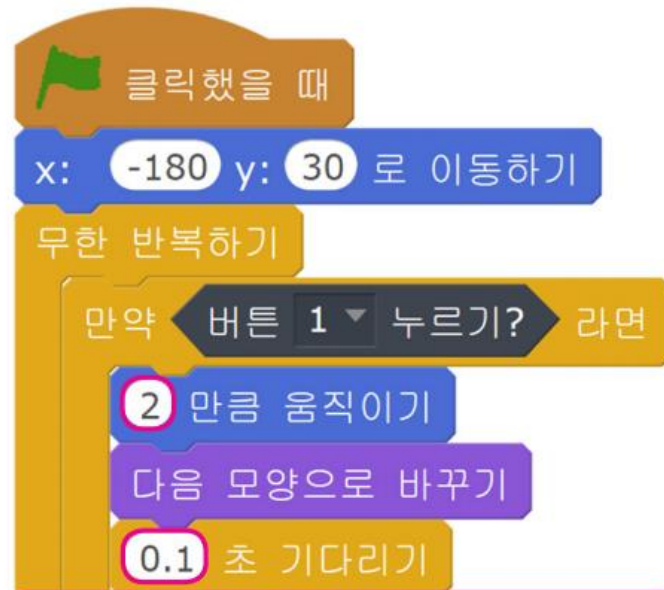 클릭했을 때
x: -180 y: 30 로 이동하기
무한 반복하기
만약 버튼 1 누르기? 라면
2 만큼 움직이기
다음 모양으로 바꾸기
0.1 초 기다리기